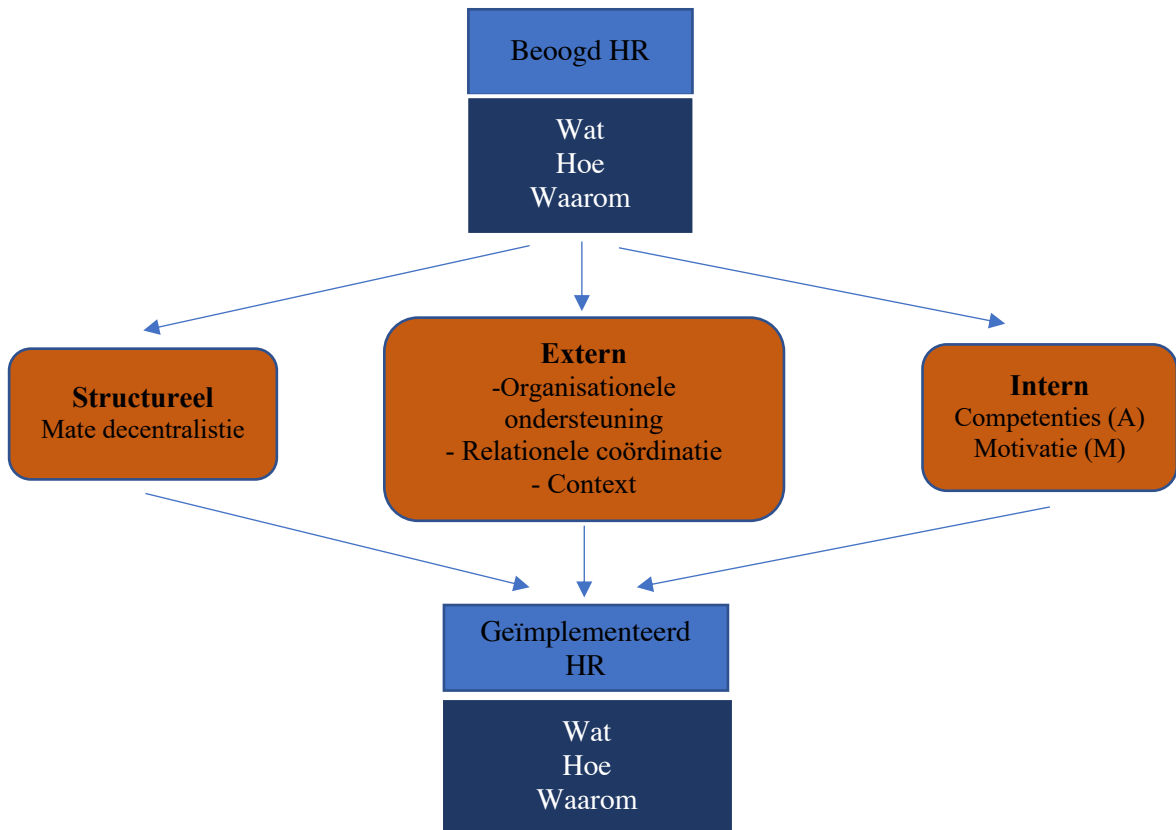 Beoogd HR
Wat
Hoe
Waarom
Structureel
Mate decentralistie
Extern
-Organisationele
ondersteuning
- Relationele coördinatie
- Context
Intern
Competenties (A)
Motivatie (M)
Geïmplementeerd
HR
Wat
Hoe
Waarom